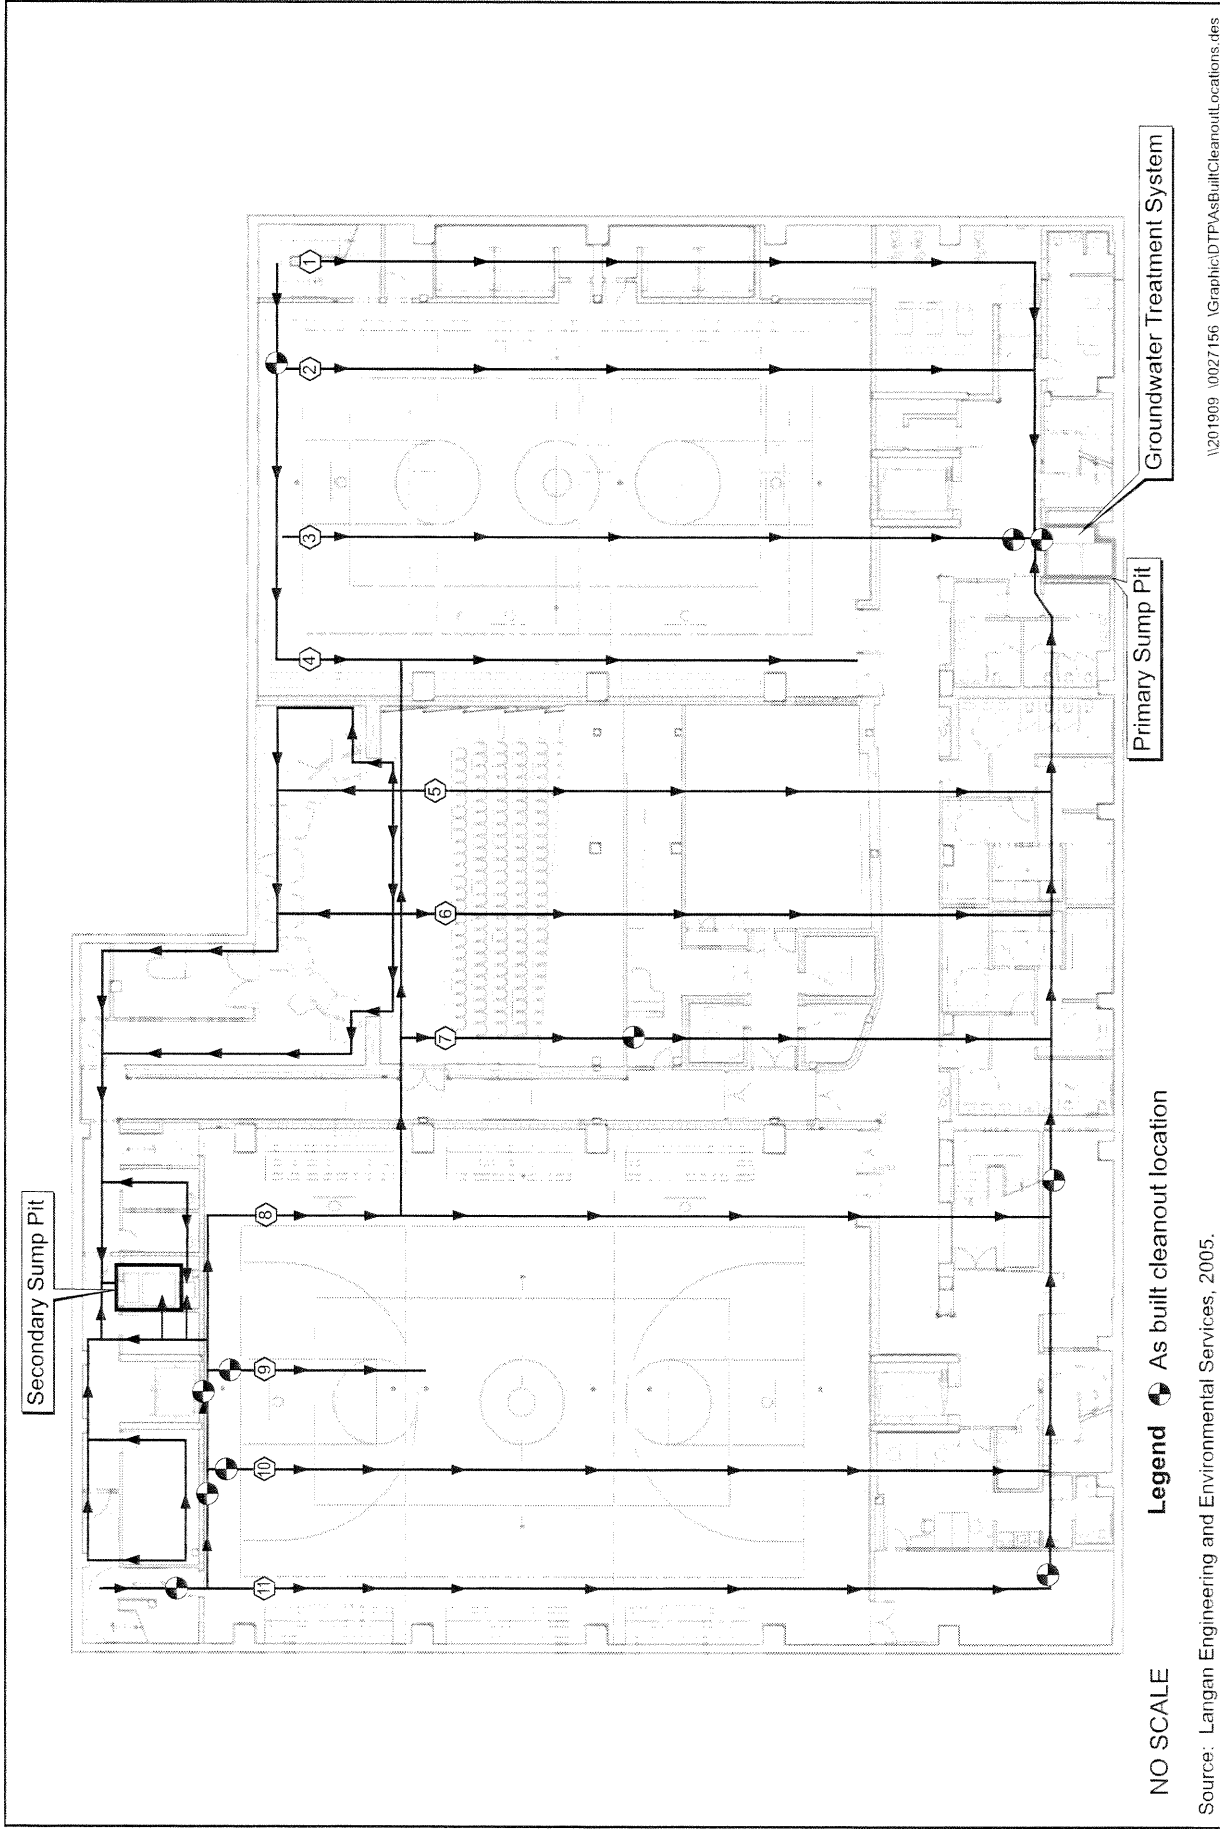 Secondary Sump Pit
11
10
9
8
7
6
5
4
3
2
1
Primary Sump Pit
Groundwater Treatment System
NO SCALE
Legend As built cleanout location
Source: Langan Engineering and Environmental Services, 2005.
\\201909 \0027156 \Graphic\DTP\AsBuiltCleanoutLocations.des